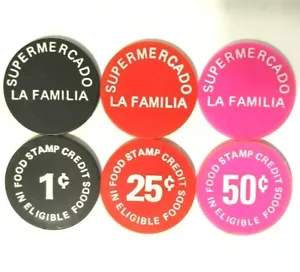 SUPERMERCADO
LA FAMILIA
SUPERMERCADO
LA FAMILIA
SUPERMERCADO
LA FAMILIA
FOOD STAMP CREDIT
1¢
IN ELIGIBLE FOODS
FOOD STAMP CREDIT
25¢
IN ELIGIBLE FOODS
FOOD STAMP CREDIT
50¢
IN ELIGIBLE FOODS